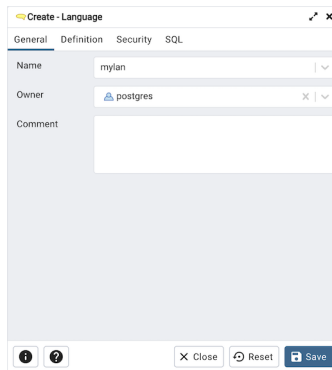 Create - Language
General Definition Security SQL
Name mylan
Owner postgres
Comment
Close Reset Save